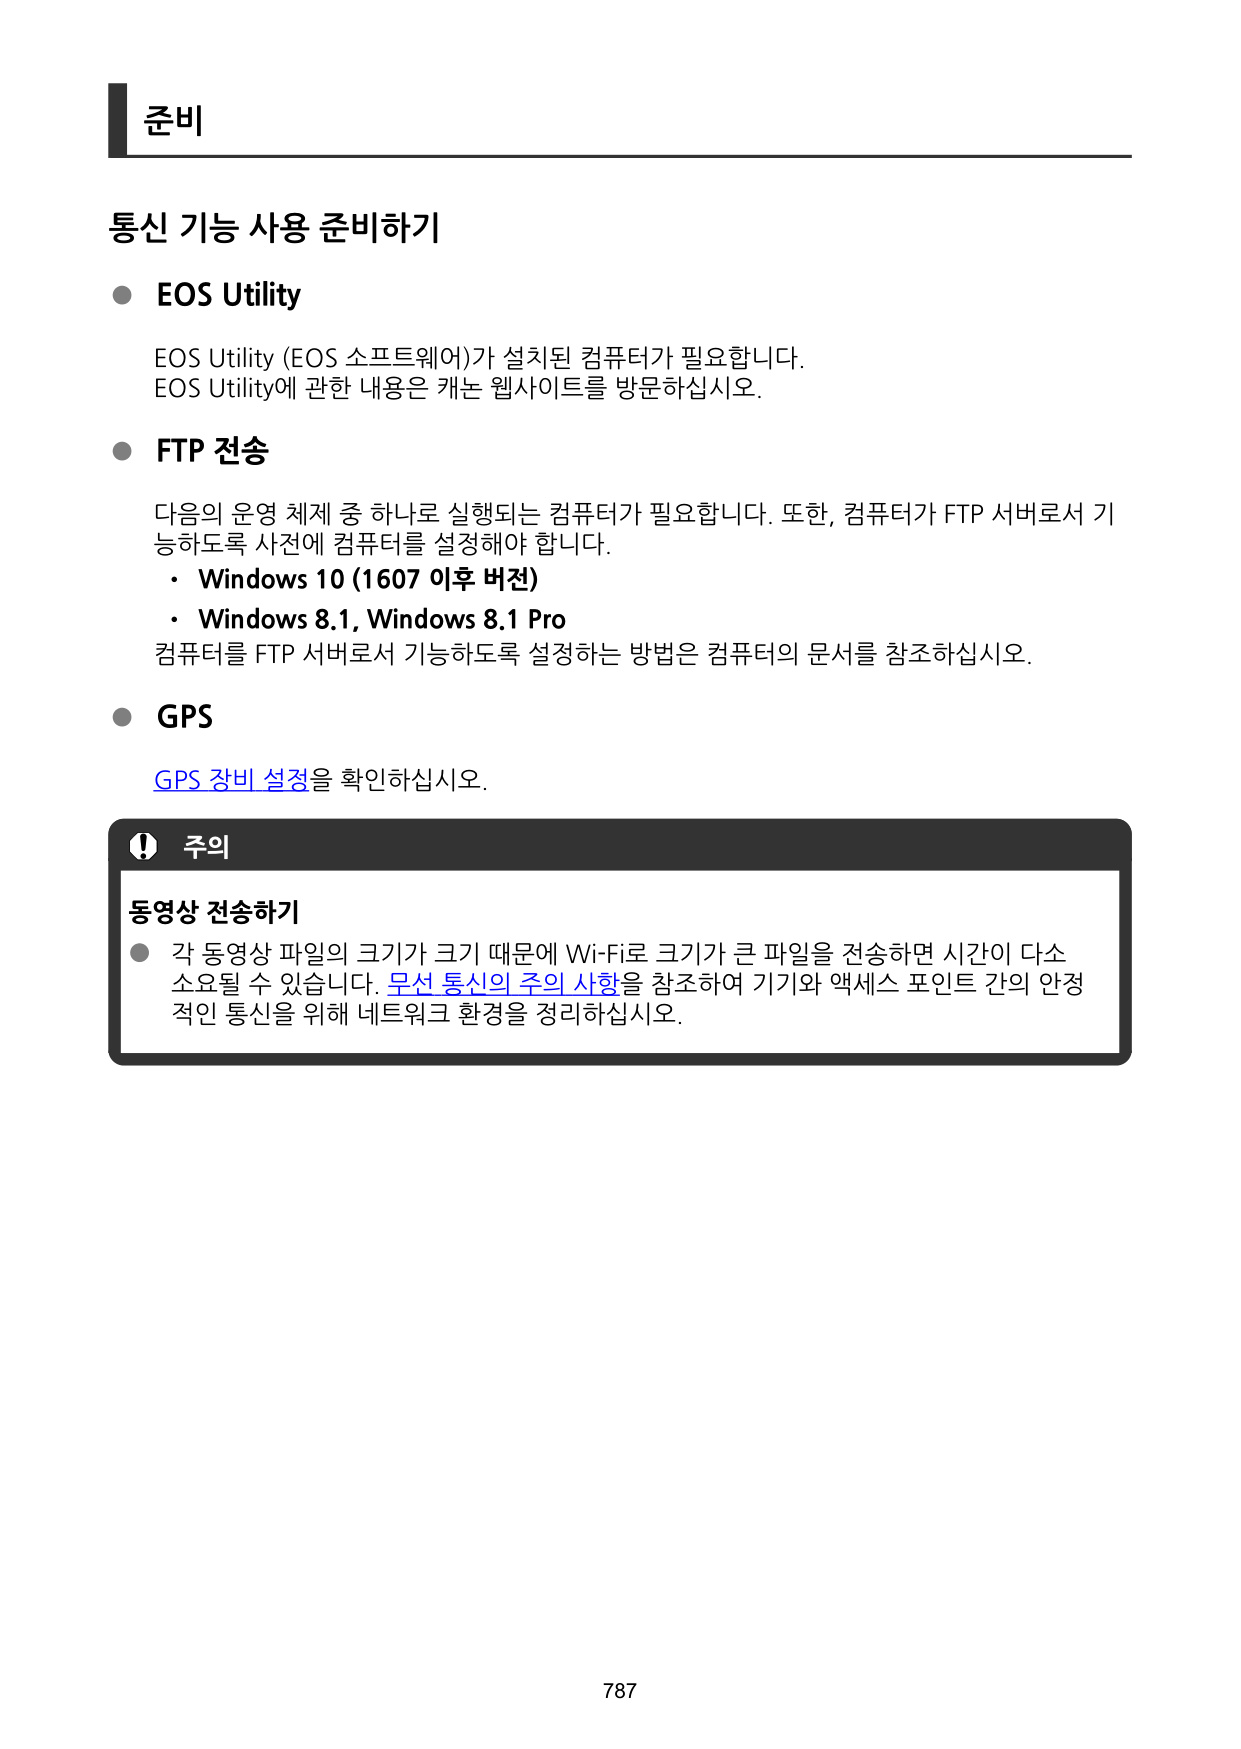 준비
통신 기능 사용 준비하기
● EOS Utility
EOS Utility (EOS 소프트웨어)가 설치된 컴퓨터가 필요합니다.
EOS Utility에 관한 내용은 캐논 웹사이트를 방문하십시오.
● FTP 전송
다음의 운영 체제 중 하나로 실행되는 컴퓨터가 필요합니다. 또한, 컴퓨터가 FTP 서버로서 기
능하도록 사전에 컴퓨터를 설정해야 합니다.
• Windows 10 (1607 이후 버전)
• Windows 8.1, Windows 8.1 Pro
컴퓨터를 FTP 서버로서 기능하도록 설정하는 방법은 컴퓨터의 문서를 참조하십시오.
● GPS
GPS 장비 설정을 확인하십시오.
주의
동영상 전송하기
● 각 동영상 파일의 크기가 크기 때문에 Wi-Fi로 크기가 큰 파일을 전송하면 시간이 다소
소요될 수 있습니다. 무선 통신의 주의 사항을 참조하여 기기와 액세스 포인트 간의 안정
적인 통신을 위해 네트워크 환경을 정리하십시오.
787